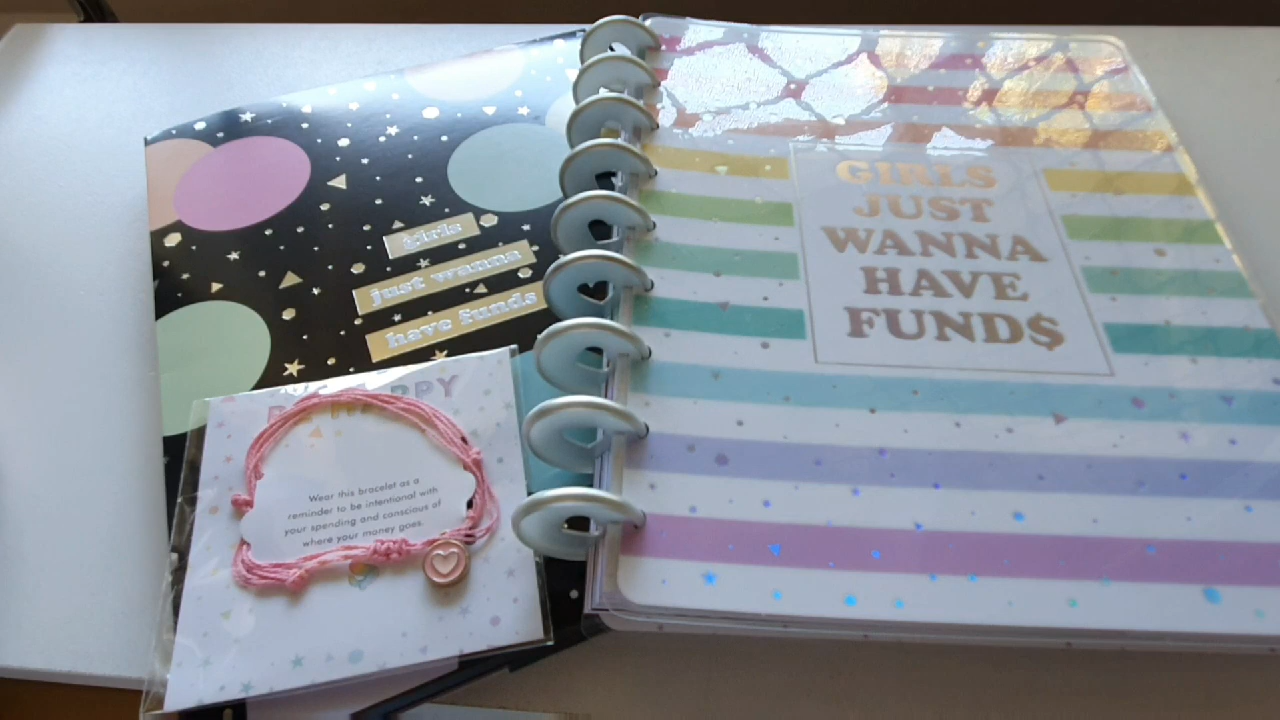 girls
just wanna
have funds
GIRLS
JUST
WANNA
HAVE
FUND$
Wear this bracelet as a
reminder to be intentional with
your spending and conscious of
where your money goes.